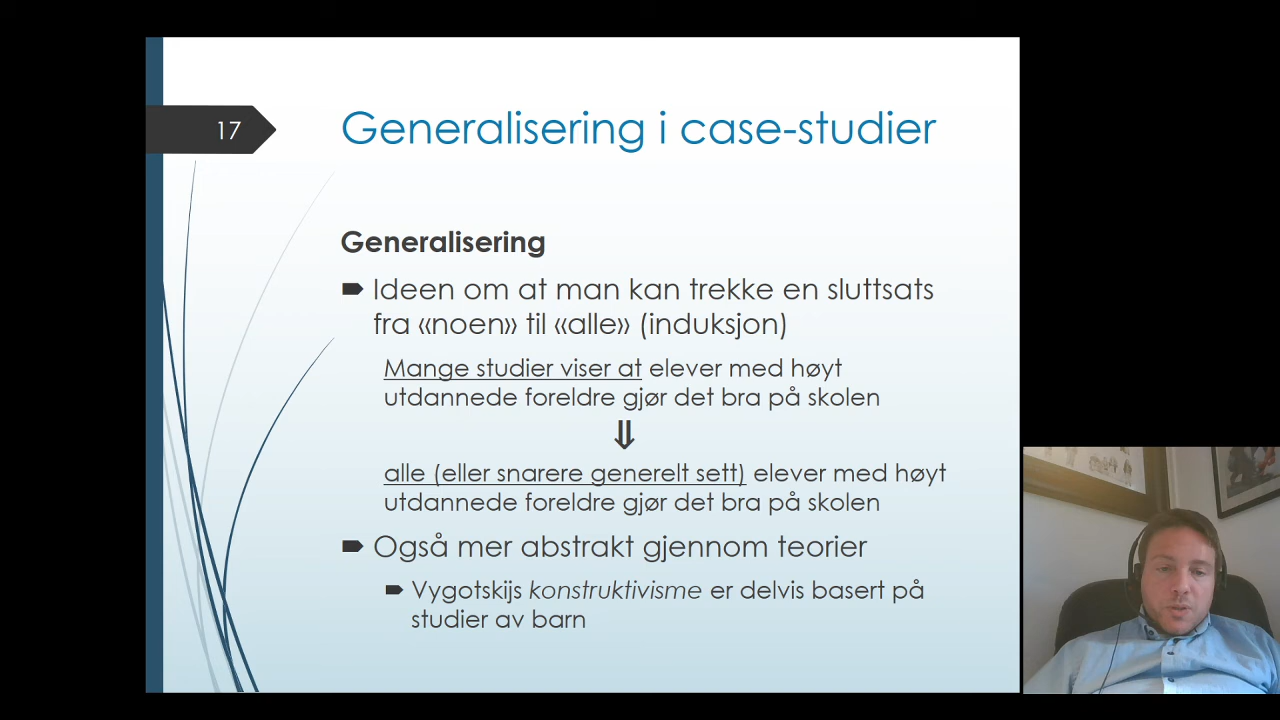 17
Generalisering i case-studier
Generalisering
Ideen om at man kan trekke en sluttsats
fra «noen» til «alle» (induksjon)
Mange studier viser at elever med høyt
utdannede foreldre gjør det bra på skolen
⇓
alle (eller snarere generelt sett) elever med høyt
utdannede foreldre gjør det bra på skolen
Også mer abstrakt gjennom teorier
Vygotskijs konstruktivisme er delvis basert på
studier av barn